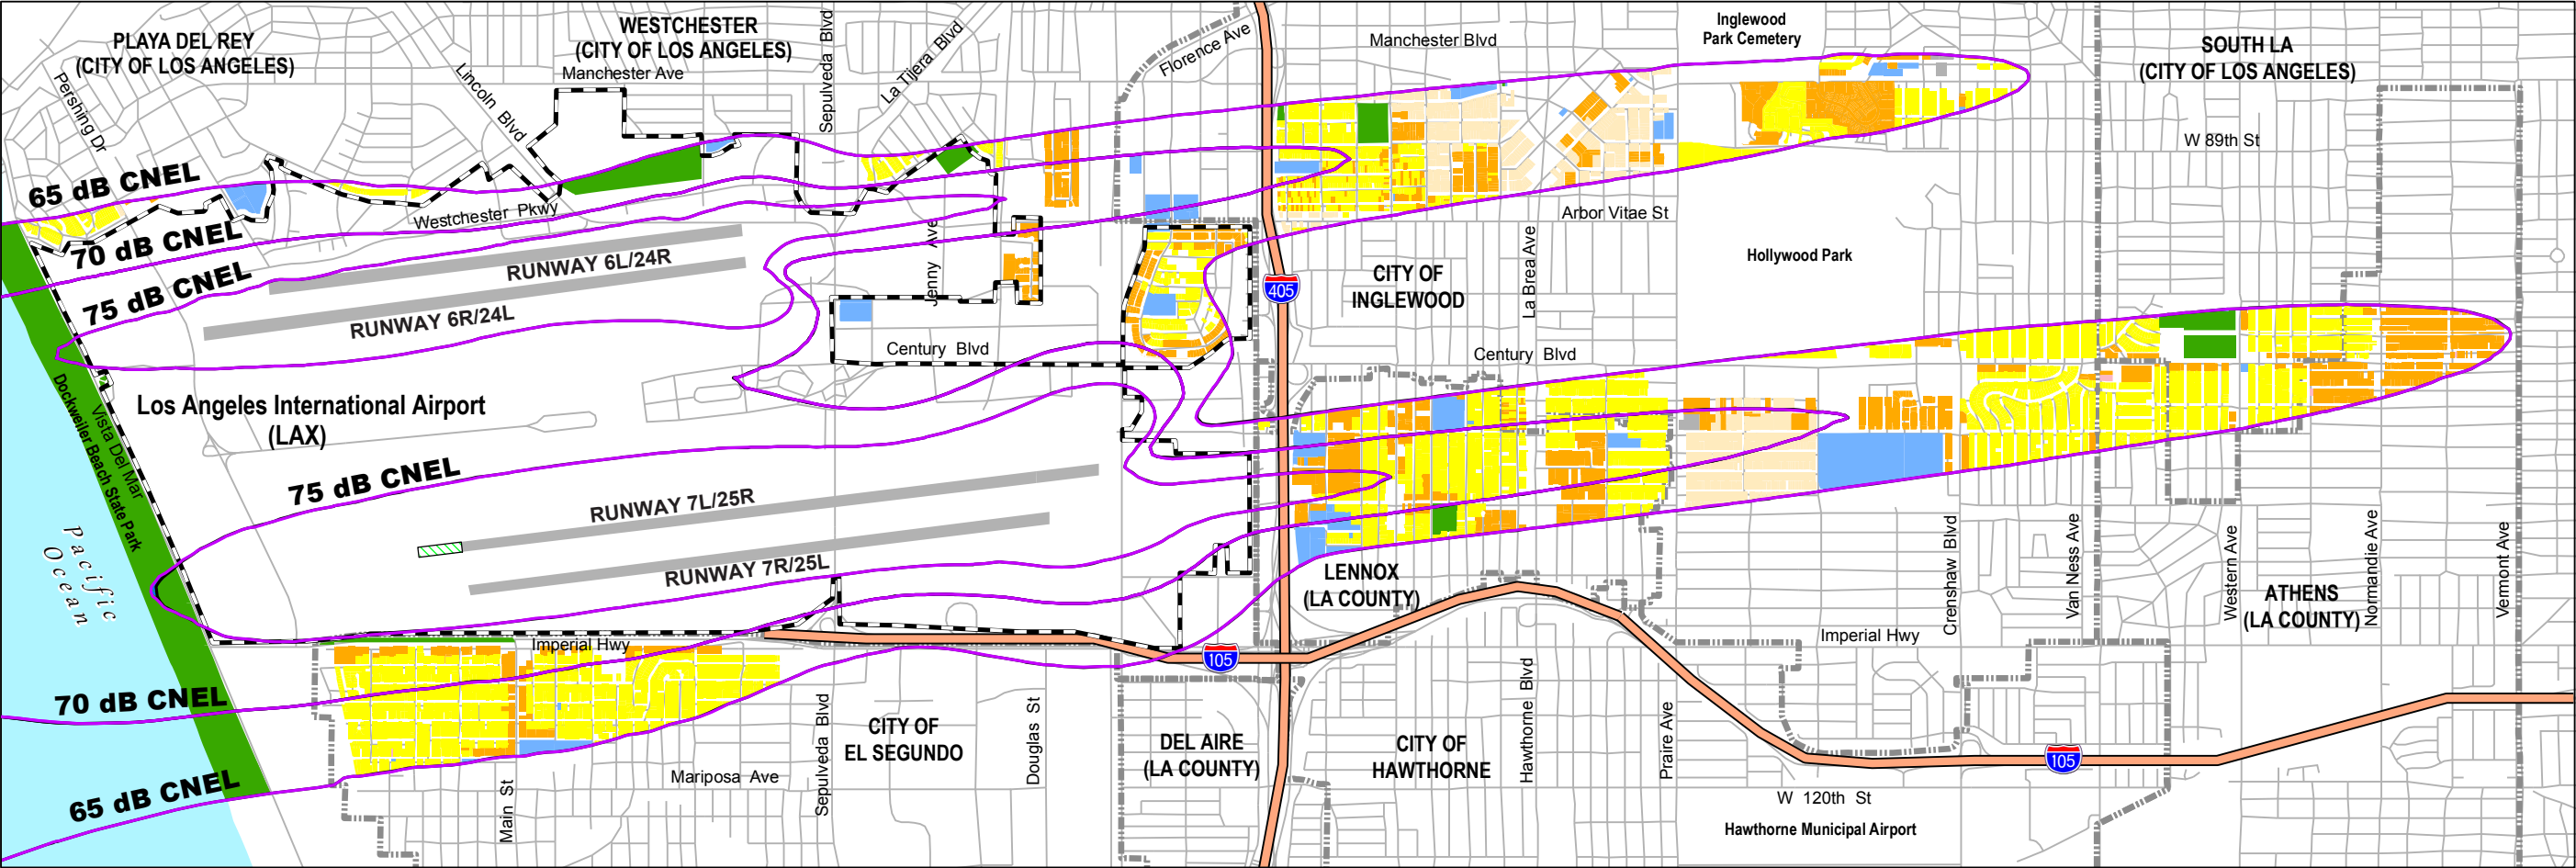 PLAYA DEL REY
(CITY OF LOS ANGELES)
WESTCHESTER
(CITY OF LOS ANGELES)
Manchester Ave
Sepulveda Blvd
La Tijera Blvd
Florence Ave
Manchester Blvd
Inglewood
Park Cemetery
SOUTH LA
(CITY OF LOS ANGELES)
Pershing Dr
Lincoln Blvd
W 89th St
65 dB CNEL
Westchester Pkwy
Arbor Vitae St
70 dB CNEL
75 dB CNEL
RUNWAY 6L/24R
RUNWAY 6R/24L
Jenny Ave
405
CITY OF
INGLEWOOD
La Brea Ave
Hollywood Park
Century Blvd
Century Blvd
Los Angeles International Airport
(LAX)
Vista Del Mar
Dockweiler Beach State Park
75 dB CNEL
RUNWAY 7L/25R
RUNWAY 7R/25L
Pacific
Ocean
LENNOX
(LA COUNTY)
Crenshaw Blvd
Van Ness Ave
Western Ave
Normandie Ave
Vermont Ave
ATHENS
(LA COUNTY)
Imperial Hwy
Imperial Hwy
105
70 dB CNEL
65 dB CNEL
Main St
Mariposa Ave
Sepulveda Blvd
CITY OF
EL SEGUNDO
Douglas St
DEL AIRE
(LA COUNTY)
CITY OF
HAWTHORNE
Hawthorne Blvd
Praire Ave
105
W 120th St
Hawthorne Municipal Airport